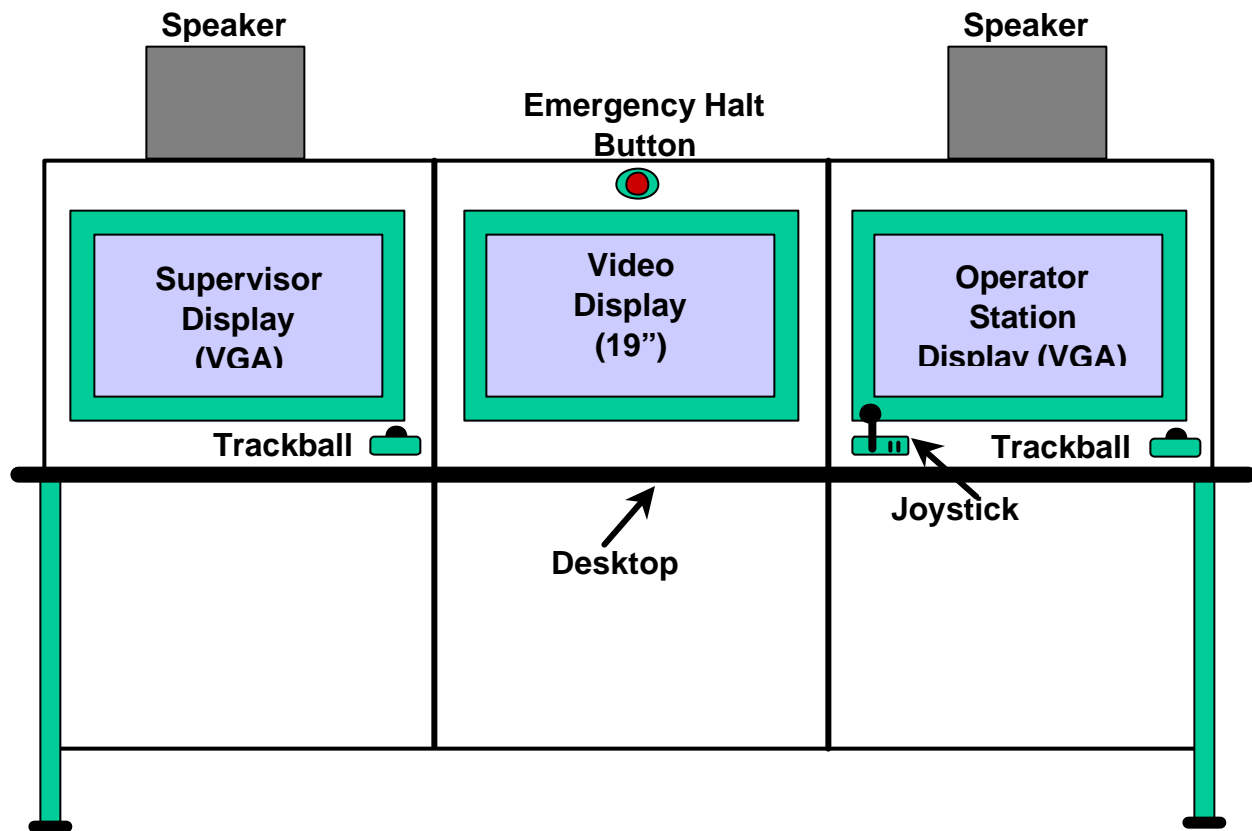 Speaker
Speaker
Emergency Halt
Button
Supervisor
Display
(VGA)
Video
Display
(19”)
Operator
Station
Display (VGA)
Trackball
Trackball
Joystick
Desktop